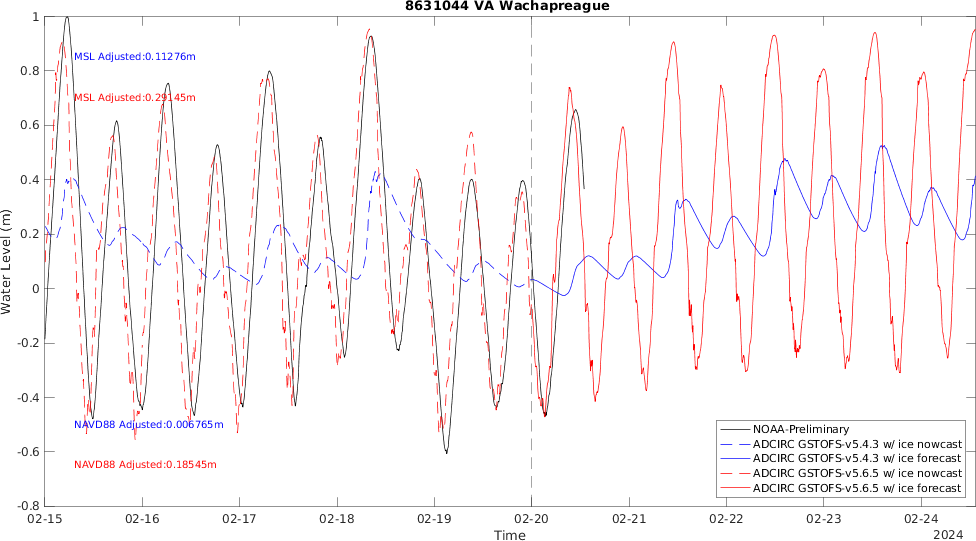 8631044 VA Wachapreague
1
0.8
0.6
0.4
0.2
0
-0.2
-0.4
-0.6
-0.8
Water Level (m)
MSL Adjusted:0.11276m
MSL Adjusted:0.29145m
NAVD88 Adjusted:0.006765m
NAVD88 Adjusted:0.18545m
NOAA-Preliminary
ADCIRC GSTOFS-v5.4.3 w/ ice nowcast
ADCIRC GSTOFS-v5.4.3 w/ ice forecast
ADCIRC GSTOFS-v5.6.5 w/ ice nowcast
ADCIRC GSTOFS-v5.6.5 w/ ice forecast
02-15 02-16 02-17 02-18 02-19 02-20 02-21 02-22 02-23 02-24
Time
2024